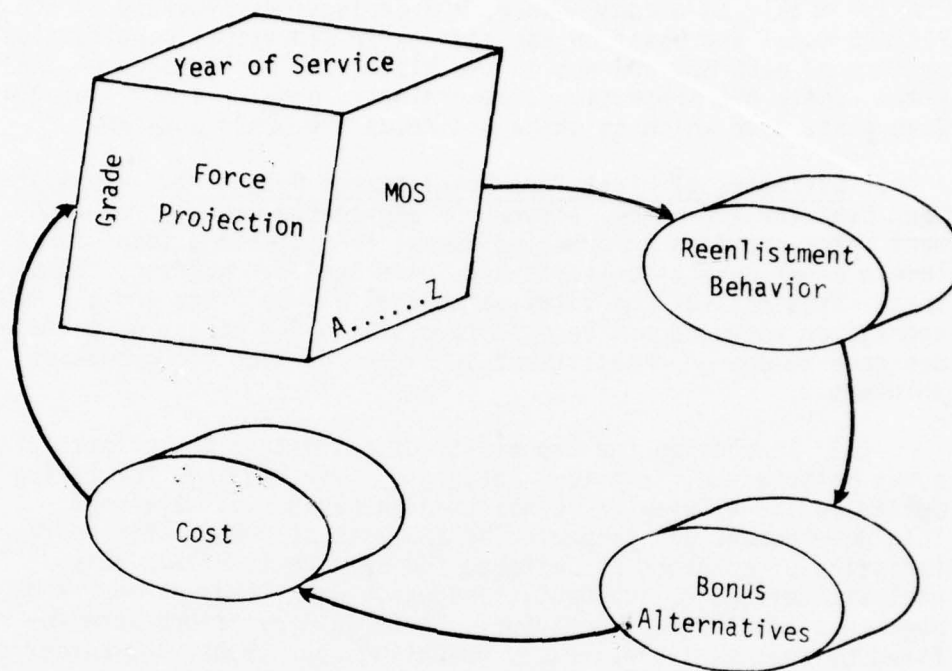 Year of Service
Grade
Force
Projection
MOS
A......Z
Reenlistment
Behavior
Cost
Bonus
Alternatives